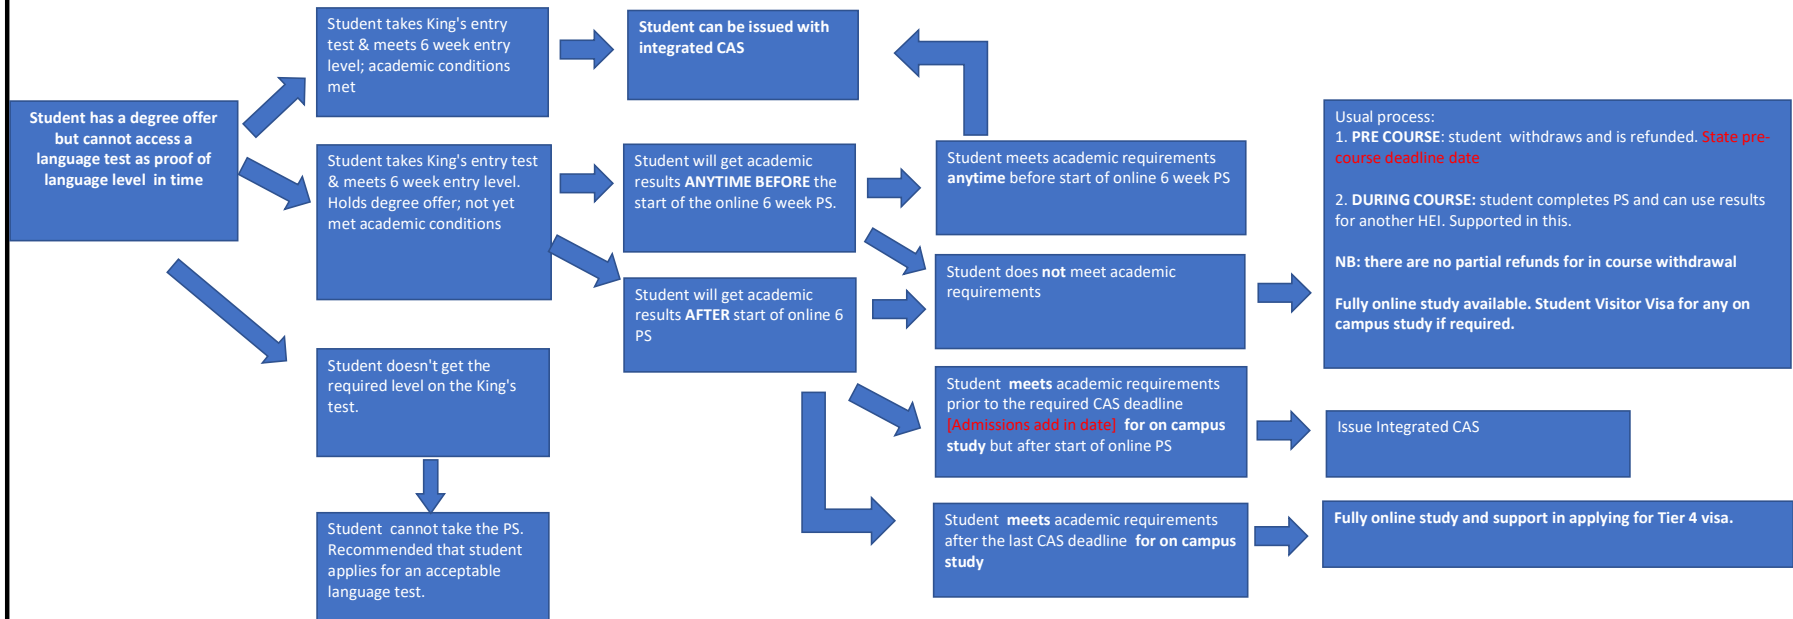 Student has a degree offer
but cannot access a
language test as proof of
language level  in time
Student takes King's entry
test & meets 6 week entry
level; academic conditions
met
Student can be issued with
integrated CAS
Student takes King's entry test
& meets 6 week entry level.
Holds degree offer; not yet
met academic conditions
Student will get academic
results ANYTIME BEFORE the
start of the online 6 week PS.
Student meets academic requirements
anytime before start of online 6 week PS
Student will get academic
results AFTER start of online 6
PS
Student does not meet academic
requirements
Usual process:
1. PRE COURSE: student  withdraws and is refunded. State pre-
course deadline date
2. DURING COURSE: student completes PS and can use results
for another HEI. Supported in this.
NB: there are no partial refunds for in course withdrawal
Fully online study available. Student Visitor Visa for any on
campus study if required.
Student doesn't get the
required level on the King's
test.
Student  meets academic requirements
prior to the required CAS deadline
[Admissions add in date]  for on campus
study but after start of online PS
Issue Integrated CAS
Student  cannot take the PS.
Recommended that student
applies for an acceptable
language test.
Student  meets academic requirements
after the last CAS deadline  for on campus
study
Fully online study and support in applying for Tier 4 visa.